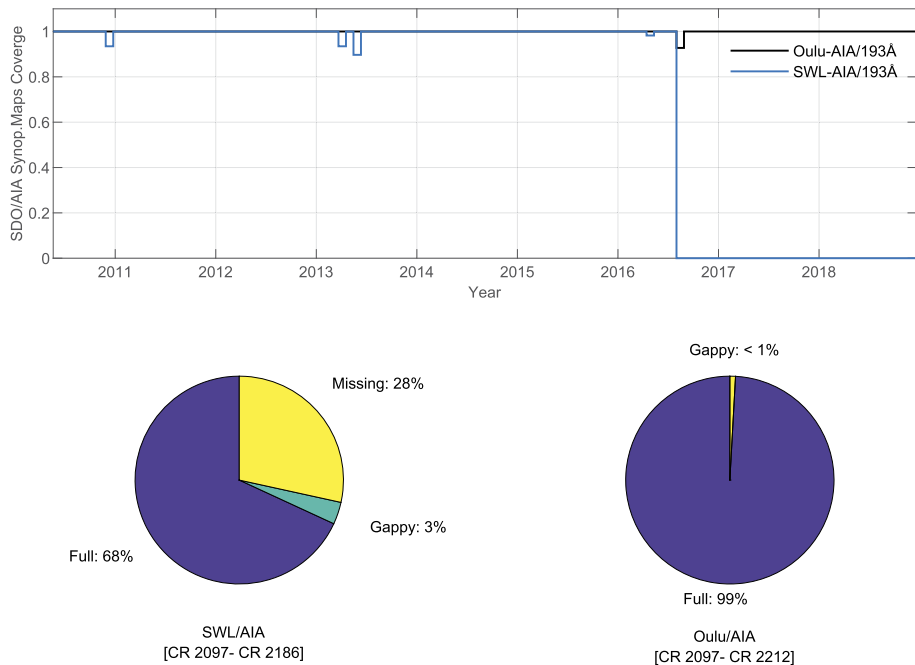 SDO/AIA Synop.Maps Coverge
1
0.8
0.6
0.4
0.2
0
Oulu-AIA/193Å
SWL-AIA/193Å
2011 2012 2013 2014 2015 2016 2017 2018
Year
Missing: 28%
Gappy: 3%
Full: 68%
SWL/AIA
[CR 2097- CR 2186]
Gappy: < 1%
Full: 99%
Oulu/AIA
[CR 2097- CR 2212]